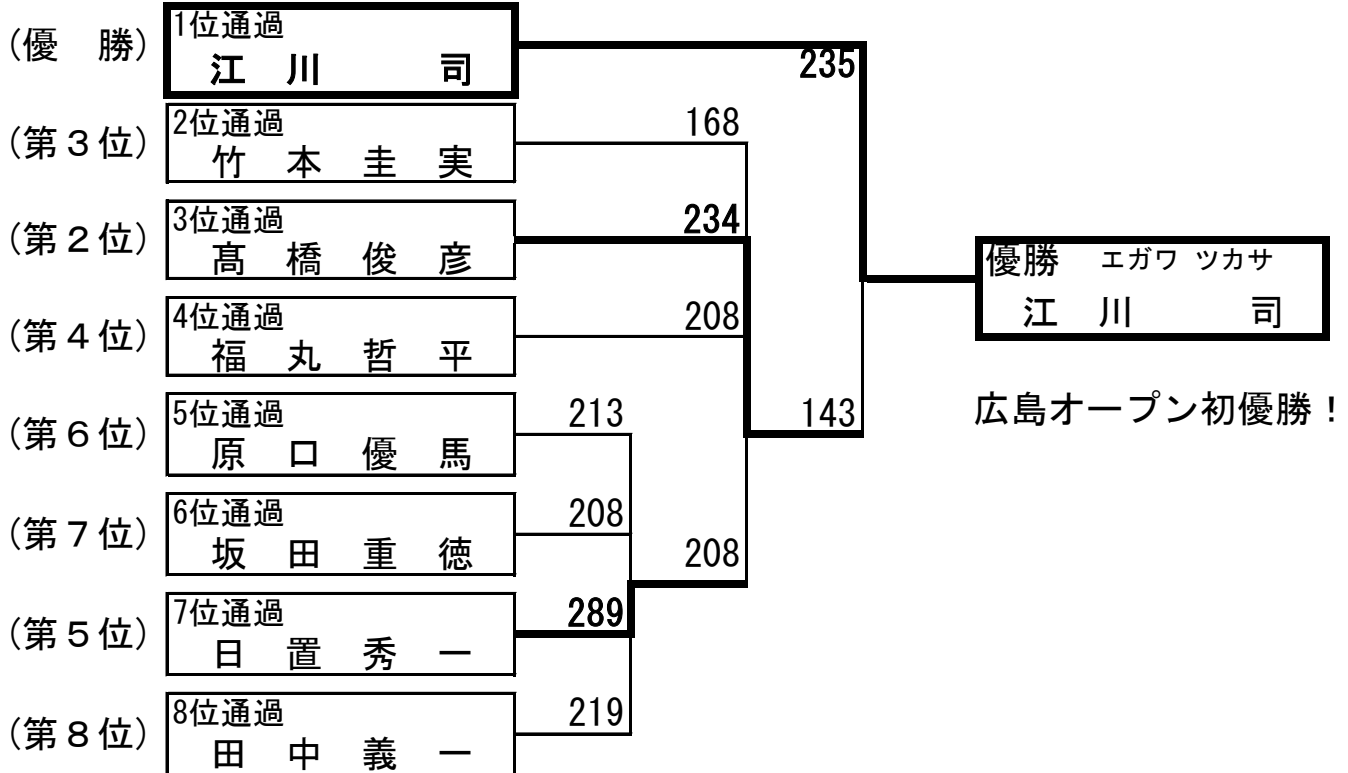 (優 勝)
1位通過
江 川 司
235
(第3位)
2位通過
竹 本 圭 実
168
(第2位)
3位通過
髙 橋 俊 彦
234
優勝 エガワ ツカサ
江 川 司
(第4位)
4位通過
福 丸 哲 平
208
(第6位)
5位通過
原 口 優 馬
213
143
広島オープン初優勝!
(第7位)
6位通過
坂 田 重 徳
208
208
(第5位)
7位通過
日 置 秀 一
289
(第8位)
8位通過
田 中 義 一
219